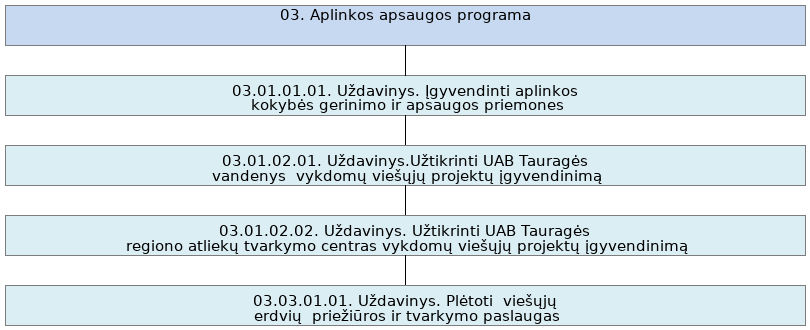 03. Aplinkos apsaugos programa
03.01.01.01. Uždavinys. Įgyvendinti aplinkos
kokybės gerinimo ir apsaugos priemones
03.01.02.01. Uždavinys.Užtikrinti UAB Tauragės
vandenys  vykdomų viešųjų projektų įgyvendinimą
03.01.02.02. Uždavinys. Užtikrinti UAB Tauragės
regiono atliekų tvarkymo centras vykdomų viešųjų projektų įgyvendinimą
03.03.01.01. Uždavinys. Plėtoti  viešųjų
erdvių  priežiūros ir tvarkymo paslaugas